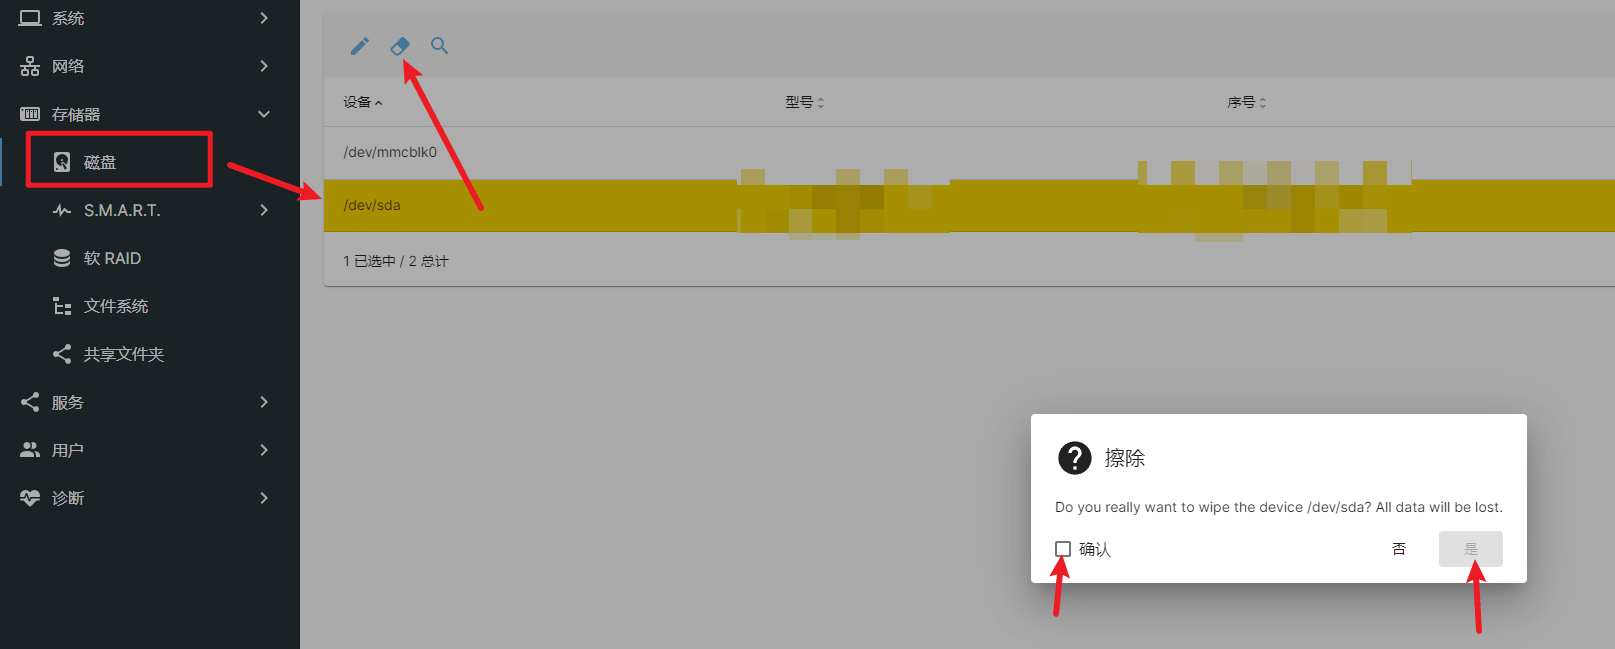 系统
网络
存储器
磁盘
S.M.A.R.T.
软 RAID
文件系统
共享文件夹
服务
用户
诊断
设备 型号 序号
/dev/mmcblk0
/dev/sda
1 已选中 / 2 总计
擦除
Do you really want to wipe the device /dev/sda? All data will be lost.
确认 否 是